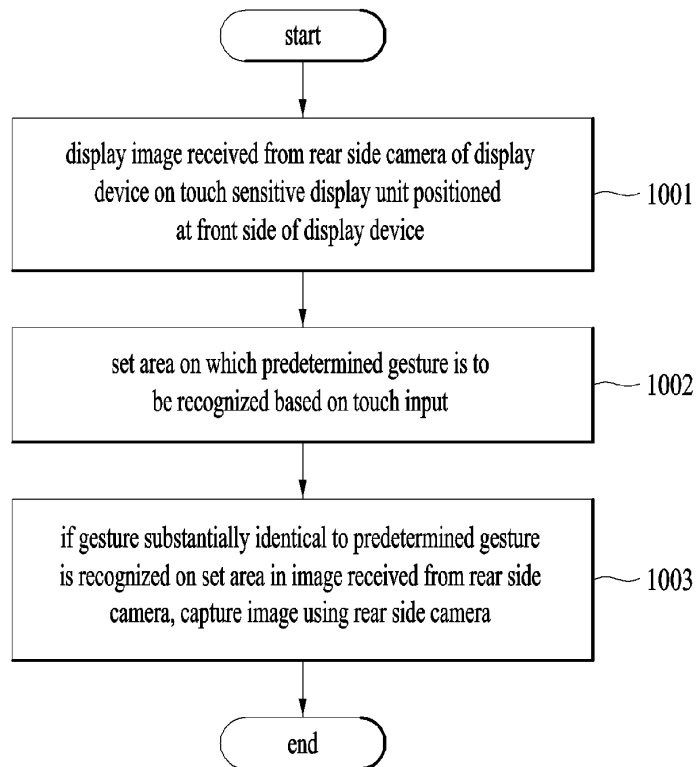 start
display image received from rear side camera of display
device on touch sensitive display unit positioned
at front side of display device
1001
set area on which predetermined gesture is to
be recognized based on touch input
1002
if gesture substantially identical to predetermined gesture
is recognized on set area in image received from rear side
camera, capture image using rear side camera
1003
end